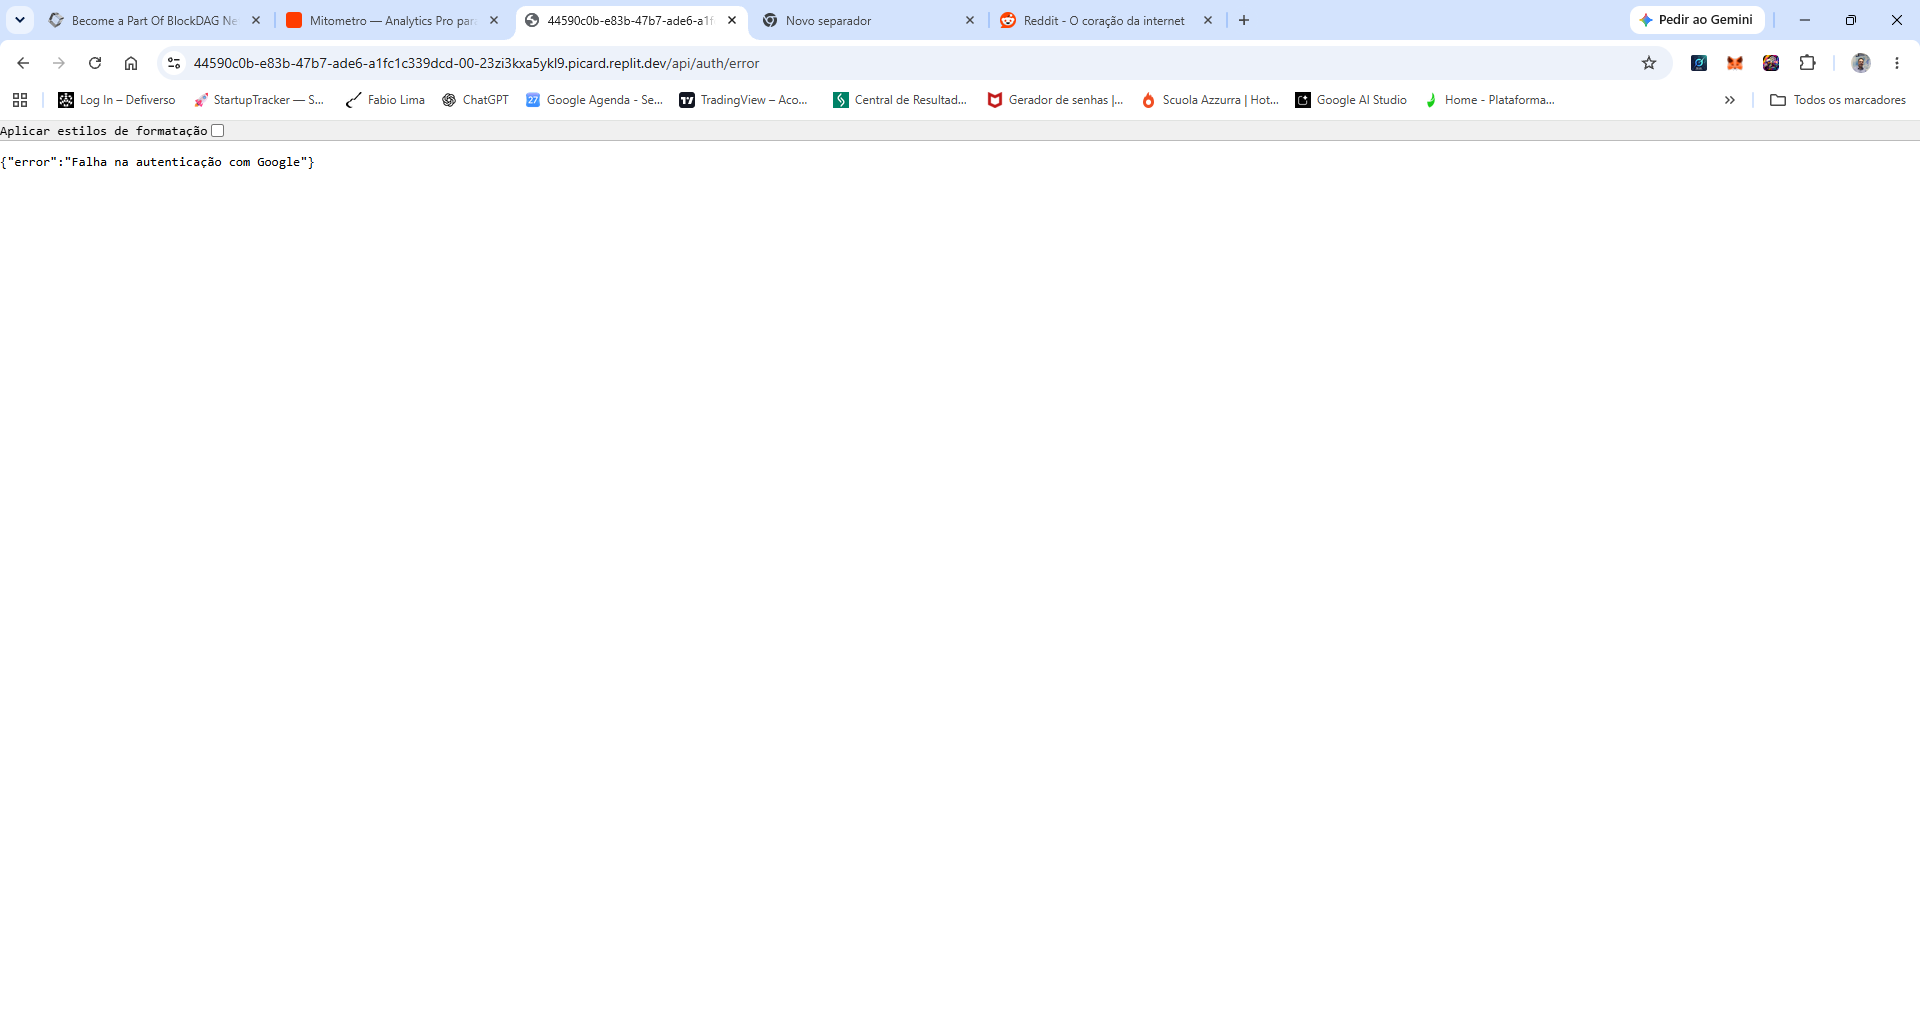 Become a Part Of BlockDAG Ne
Mitometro — Analytics Pro para
44590c0b-e83b-47b7-ade6-a1f
Novo separador
Reddit - O coração da internet
Pedir ao Gemini
44590c0b-e83b-47b7-ade6-a1fc1c339dcd-00-23zi3kxa5ykl9.picard.replit.dev/api/auth/error
Log In – Defiverso
StartupTracker — S...
Fabio Lima
ChatGPT
27
Google Agenda - Se...
TradingView – Aco...
Central de Resultad...
Gerador de senhas |...
Scuola Azzurra | Hot...
Google AI Studio
Home - Plataforma...
Todos os marcadores
Aplicar estilos de formatação
{"error":"Falha na autenticação com Google"}